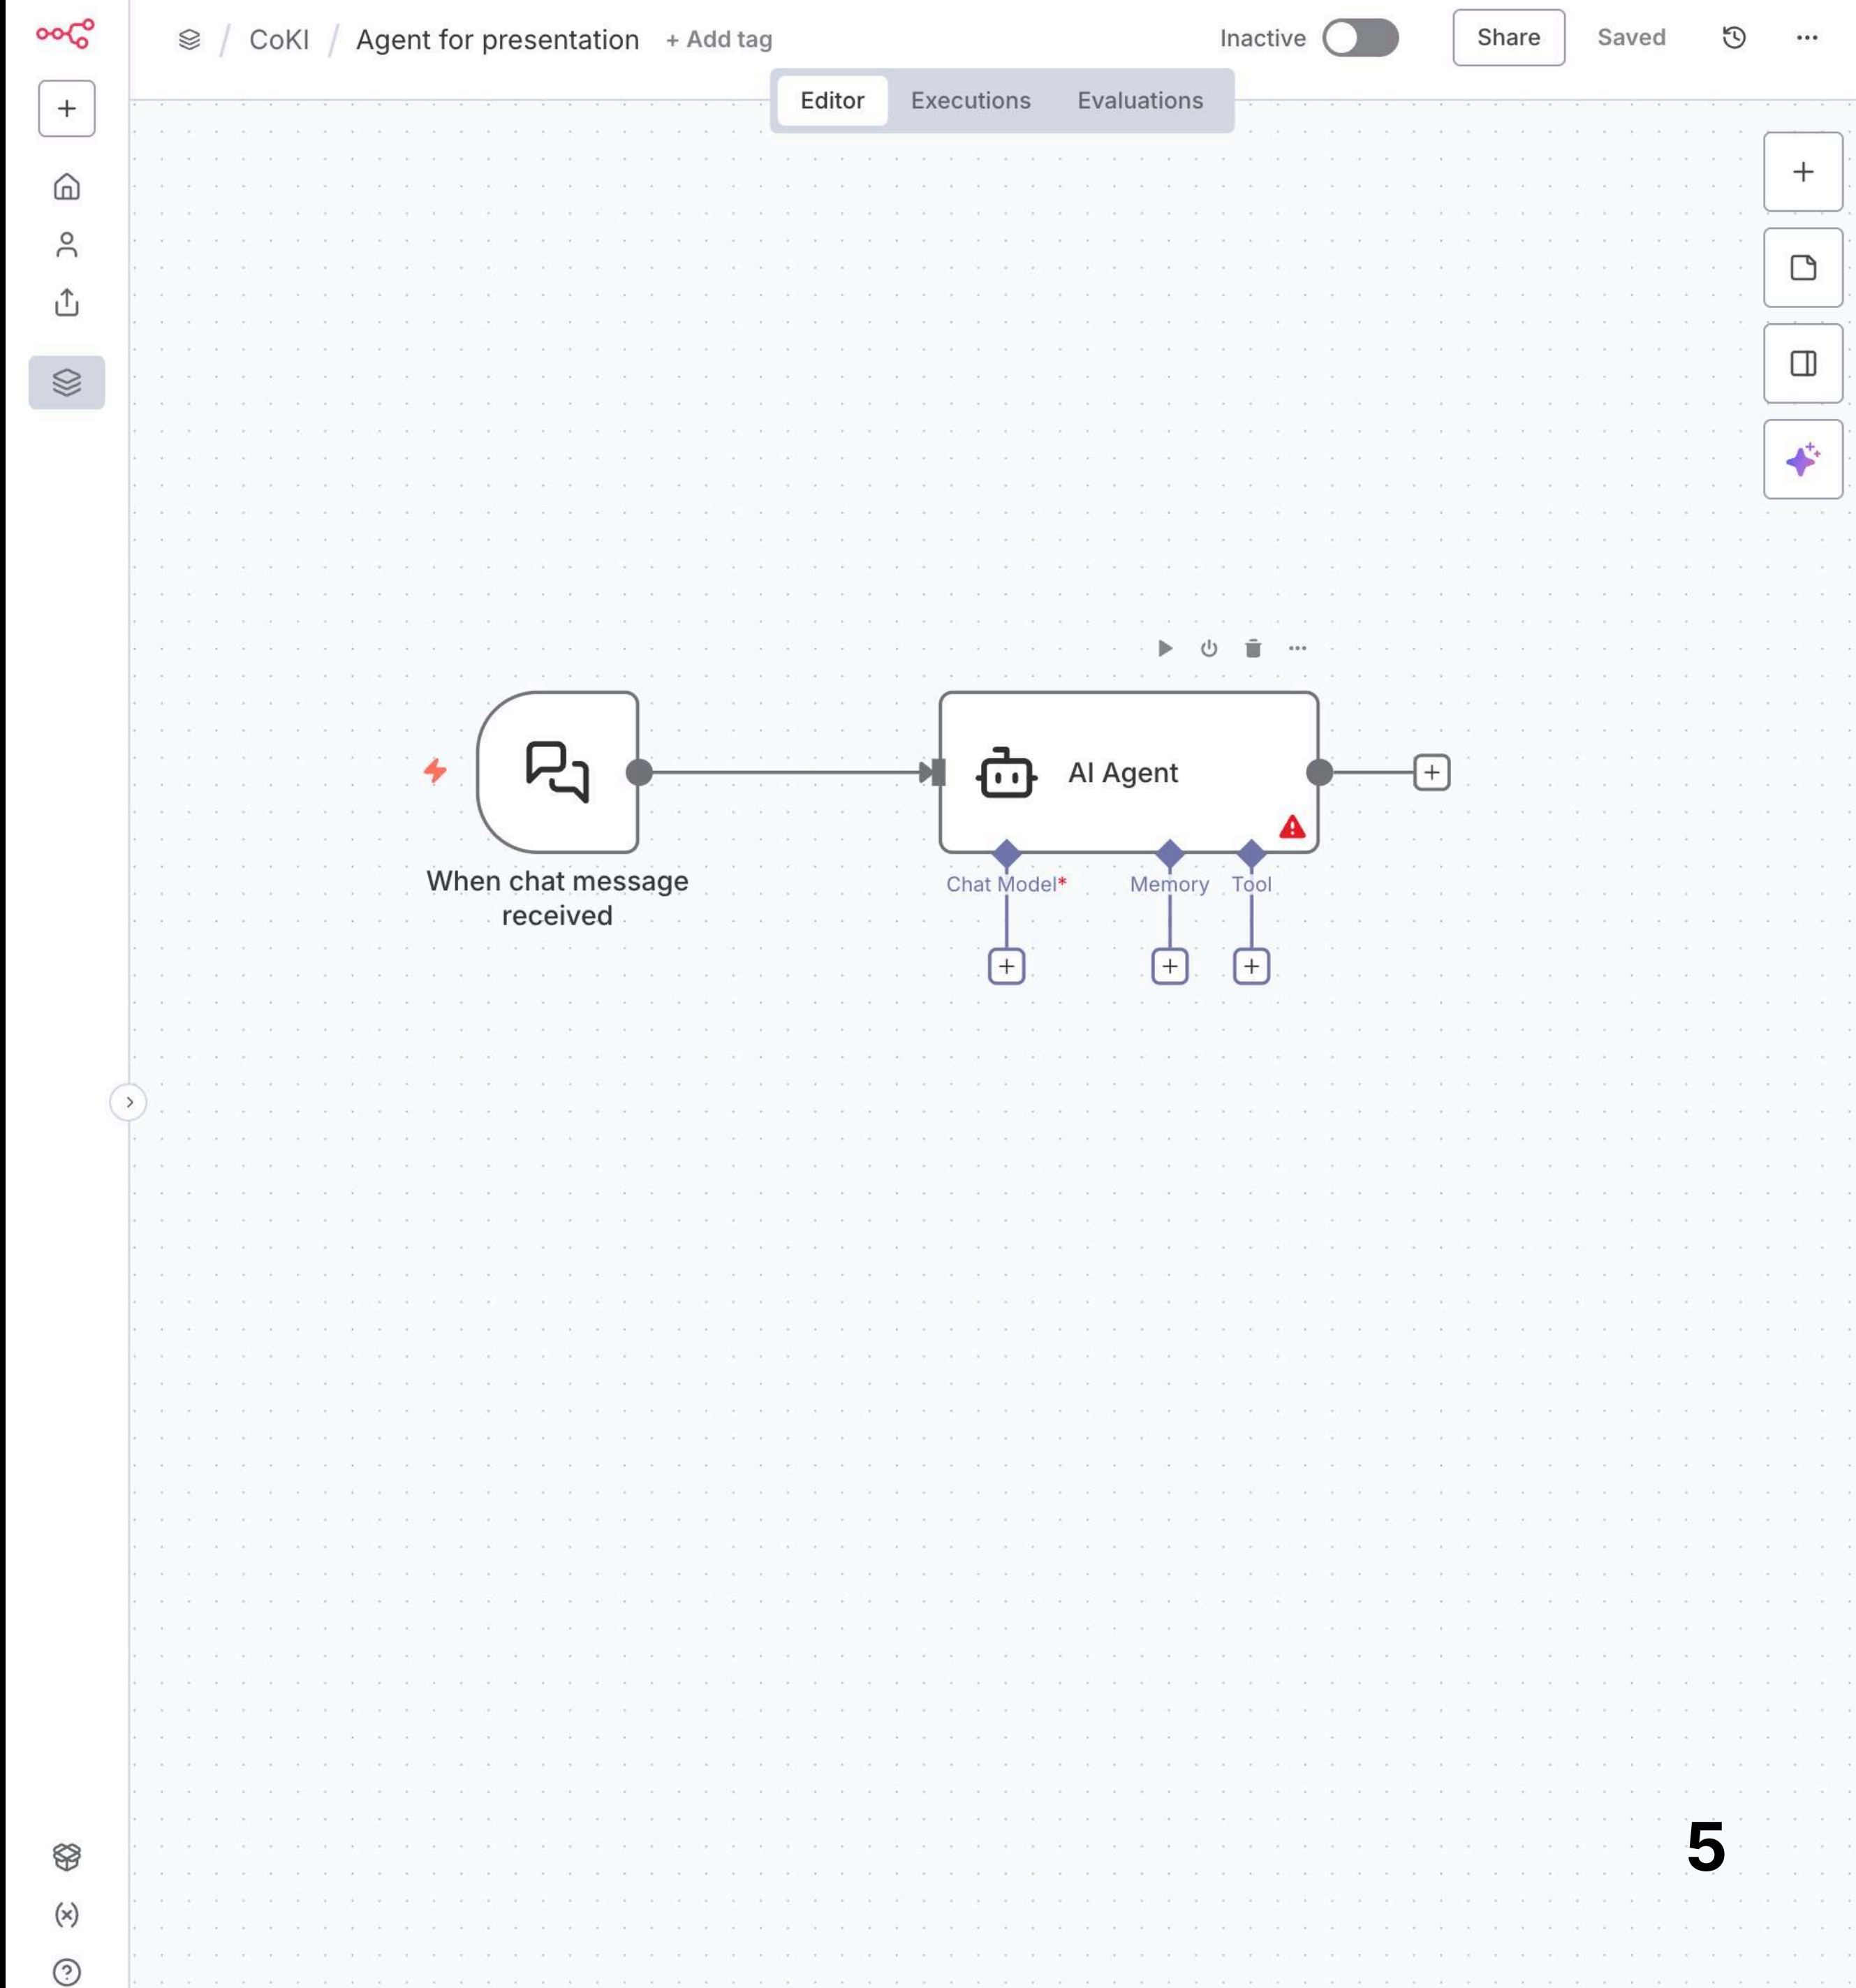 CoKI / Agent for presentation + Add tag
Inactive
Share
Saved
Editor Executions Evaluations
AI Agent
When chat message
received
Chat Model* Memory Tool
5